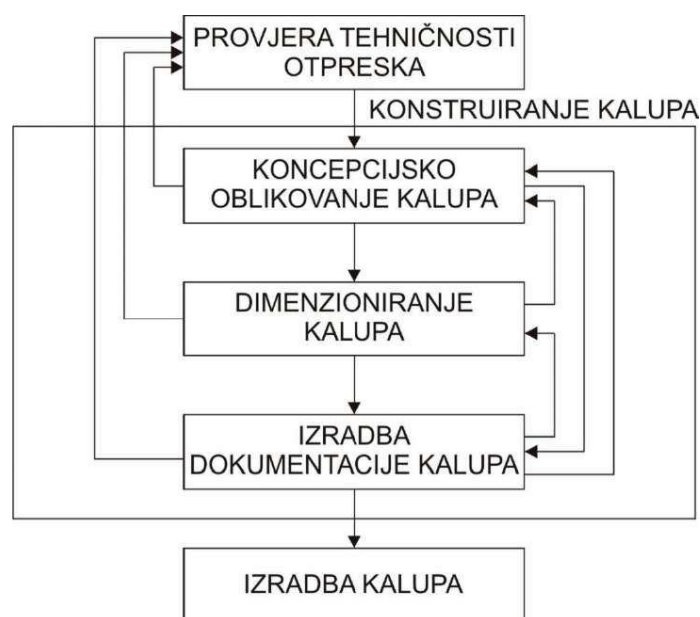 PROVJERA TEHNIČNOSTI
OTPRESKA
KONSTRUIRANJE KALUPA
KONCEPCIJSKO
OBLIKOVANJE KALUPA
DIMENZIONIRANJE
KALUPA
IZRADBA
DOKUMENTACIJE KALUPA
IZRADBA KALUPA